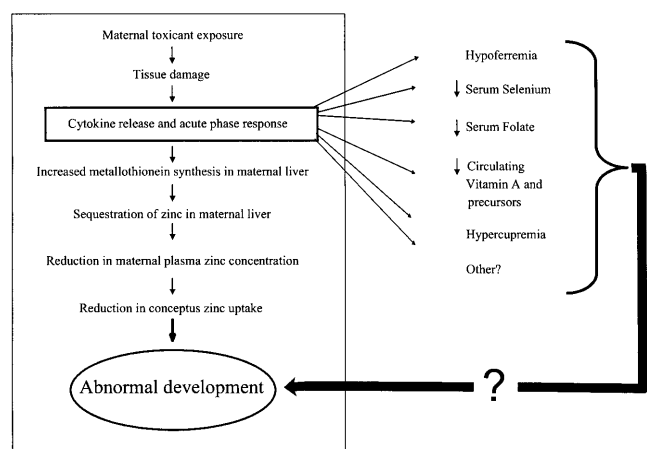 Maternal toxicant exposure
Tissue damage
Cytokine release and acute phase response
Increased metallothionein synthesis in maternal liver
Sequestration of zinc in maternal liver
Reduction in maternal plasma zinc concentration
Reduction in conceptus zinc uptake
Abnormal development
Hypoferremia
↓ Serum Selenium
↓ Serum Folate
↓ Circulating
Vitamin A and
precursors
Hypercupremia
Other?
?